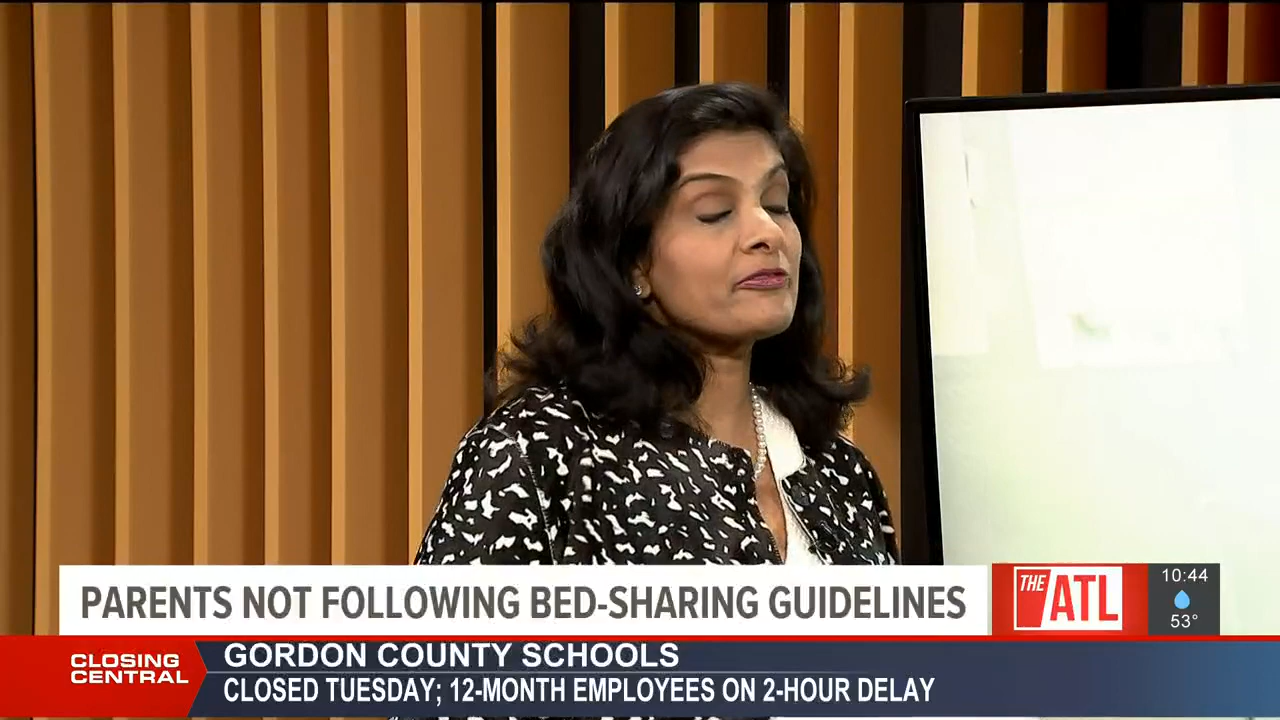 PARENTS NOT FOLLOWING BED-SHARING GUIDELINES
THE ATL
10:44
53°
CLOSING CENTRAL
GORDON COUNTY SCHOOLS
CLOSED TUESDAY; 12-MONTH EMPLOYEES ON 2-HOUR DELAY